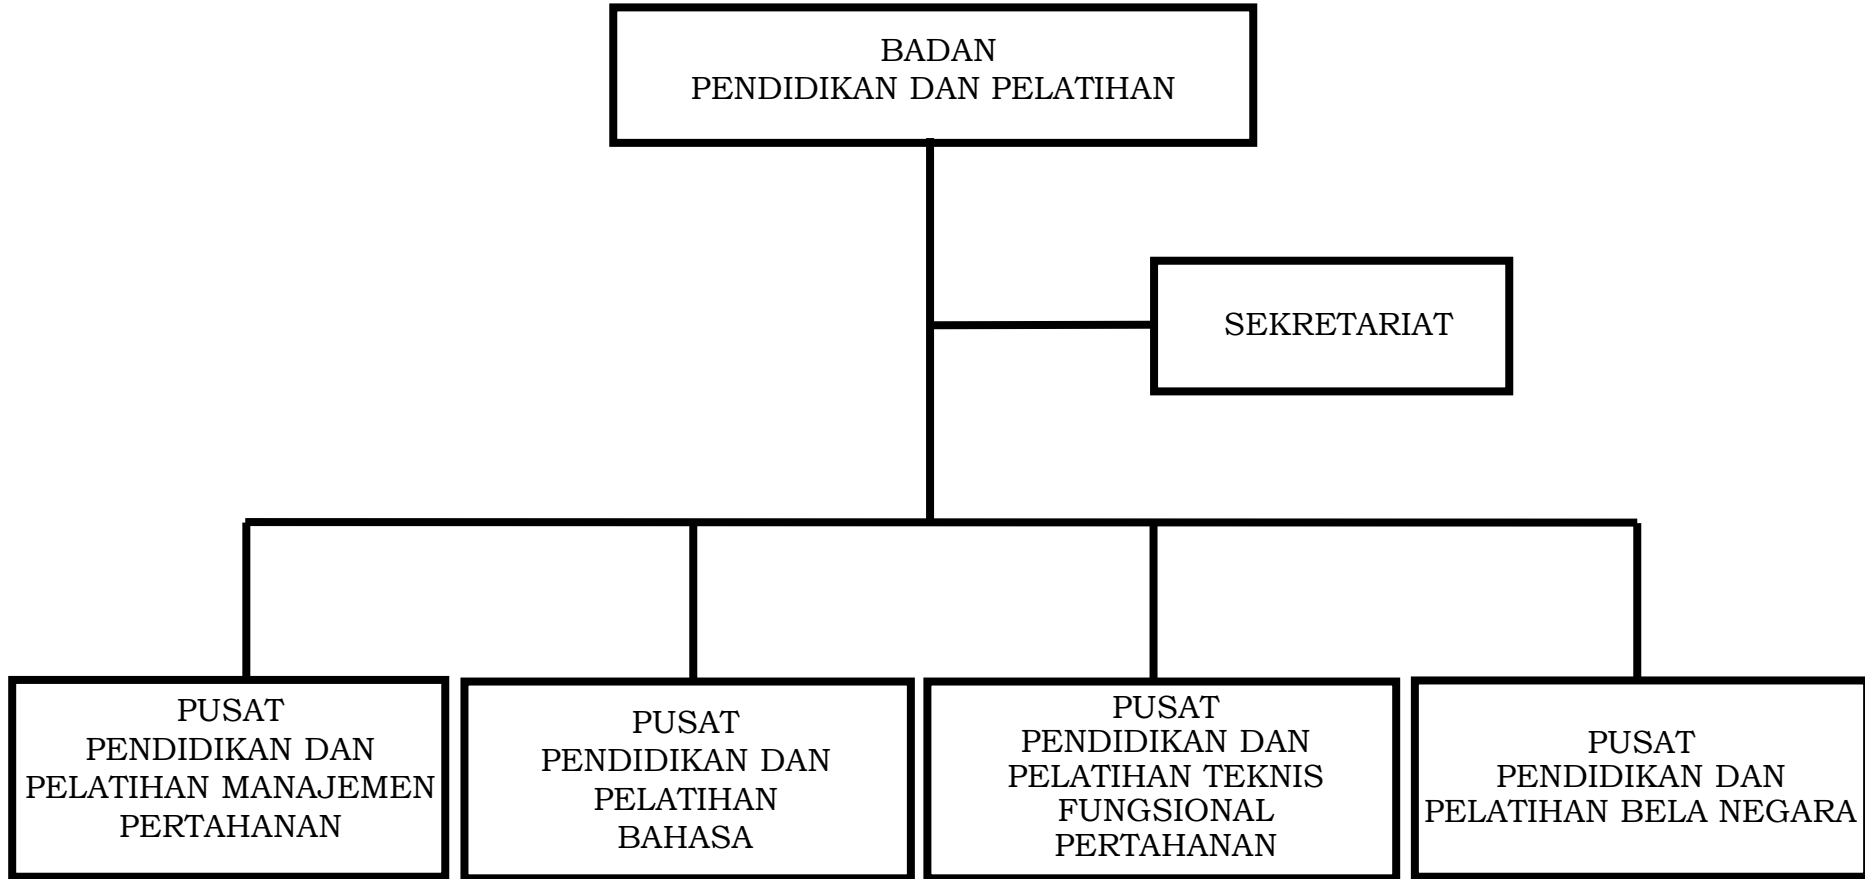 BADAN
PENDIDIKAN DAN PELATIHAN
SEKRETARIAT
PUSAT
PENDIDIKAN DAN
PELATIHAN MANAJEMEN
PERTAHANAN
PUSAT
PENDIDIKAN DAN
PELATIHAN
BAHASA
PUSAT
PENDIDIKAN DAN
PELATIHAN TEKNIS
FUNGSIONAL
PERTAHANAN
PUSAT
PENDIDIKAN DAN
PELATIHAN BELA NEGARA